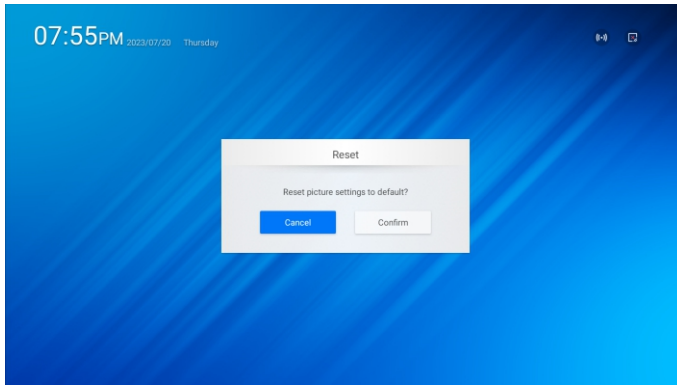 07:55PM 2023/07/20 Thursday
Reset
Reset picture settings to default?
Cancel Confirm